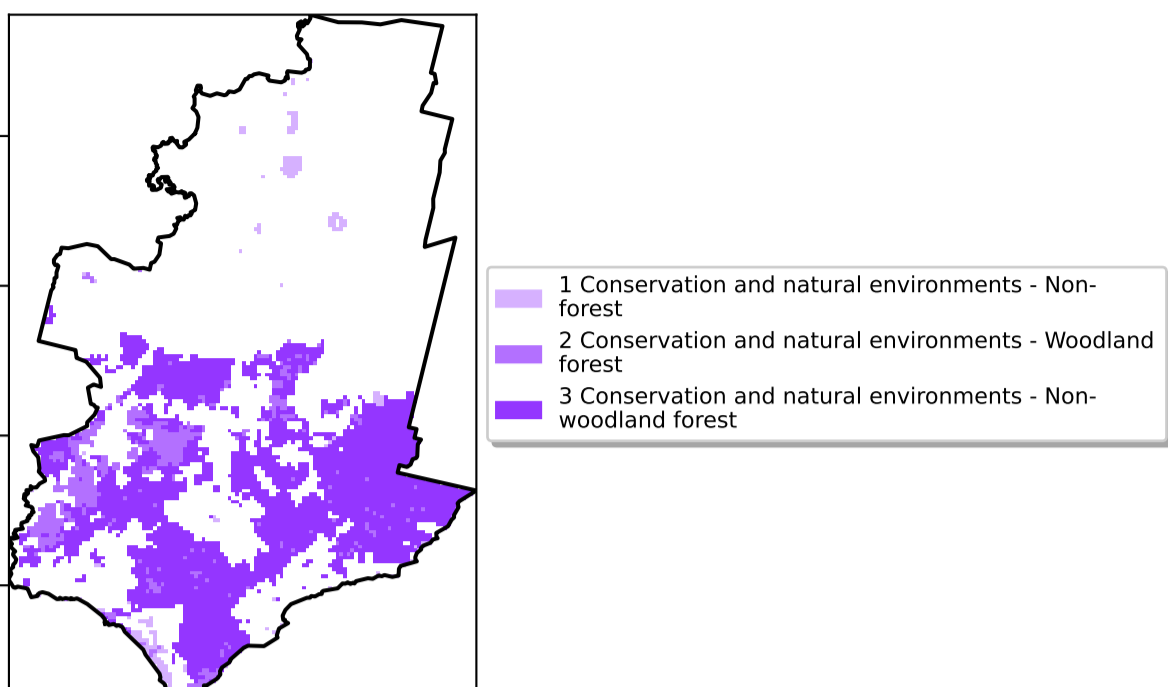 1 Conservation and natural environments - Non-
forest
2 Conservation and natural environments - Woodland
forest
3 Conservation and natural environments - Non-
woodland forest